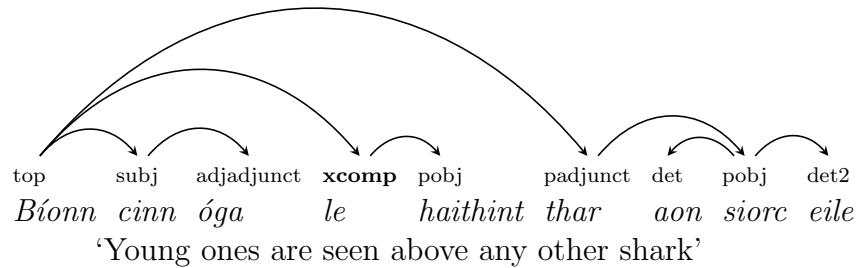 top subj adjadjunct xcomp pobj padjunct det pobj det2
Bíonn cinn óga le haithint thar aon siorc eile
‘Young ones are seen above any other shark’